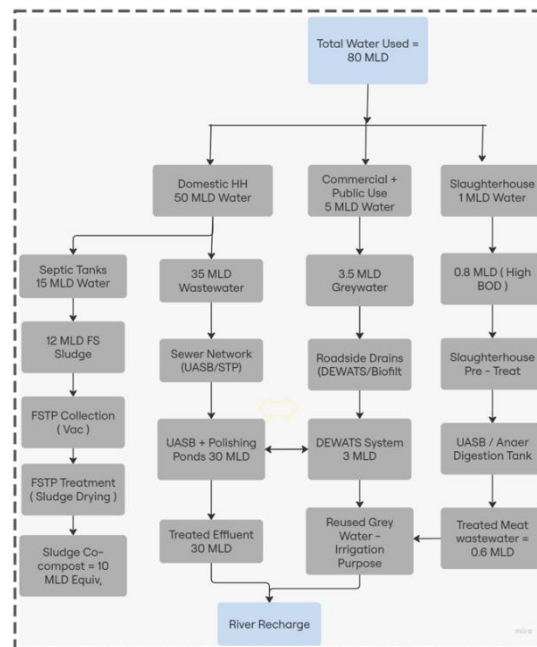 Total Water Used =
80 MLD
Domestic HH
50 MLD Water
Commercial +
Public Use
5 MLD Water
Slaughterhouse
1 MLD Water
Septic Tanks
15 MLD Water
35 MLD
Wastewater
3.5 MLD
Greywater
0.8 MLD ( High
BOD )
12 MLD FS
Sludge
Sewer Network
(UASB/STP)
Roadside Drains
(DEWATS/Biofilt
Slaughterhouse
Pre - Treat
FSTP Collection
( Vac )
UASB + Polishing
Ponds 30 MLD
DEWATS System
3 MLD
UASB / Anaer
Digestion Tank
FSTP Treatment
( Sludge Drying )
Treated Effluent
30 MLD
Reused Grey
Water -
Irrigation
Purpose
Treated Meat
wastewater =
0.6 MLD
Sludge Co-
compost = 10
MLD Equiv,
River Recharge
miro